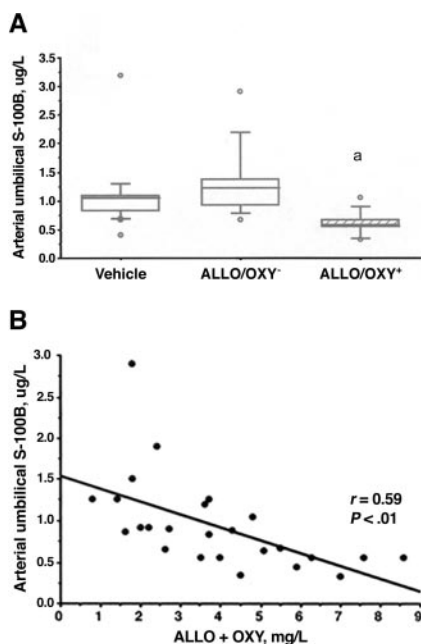 A
Arterial umbilical S-100B, ug/L
3.5
3.0
2.5
2.0
1.5
1.0
0.5
0.0
a
Vehicle
ALLO/OXY⁻
ALLO/OXY⁺
B
Arterial umbilical S-100B, ug/L
3.0
2.5
2.0
1.5
1.0
0.5
0.0
r = 0.59
P < .01
0 1 2 3 4 5 6 7 8 9
ALLO + OXY, mg/L